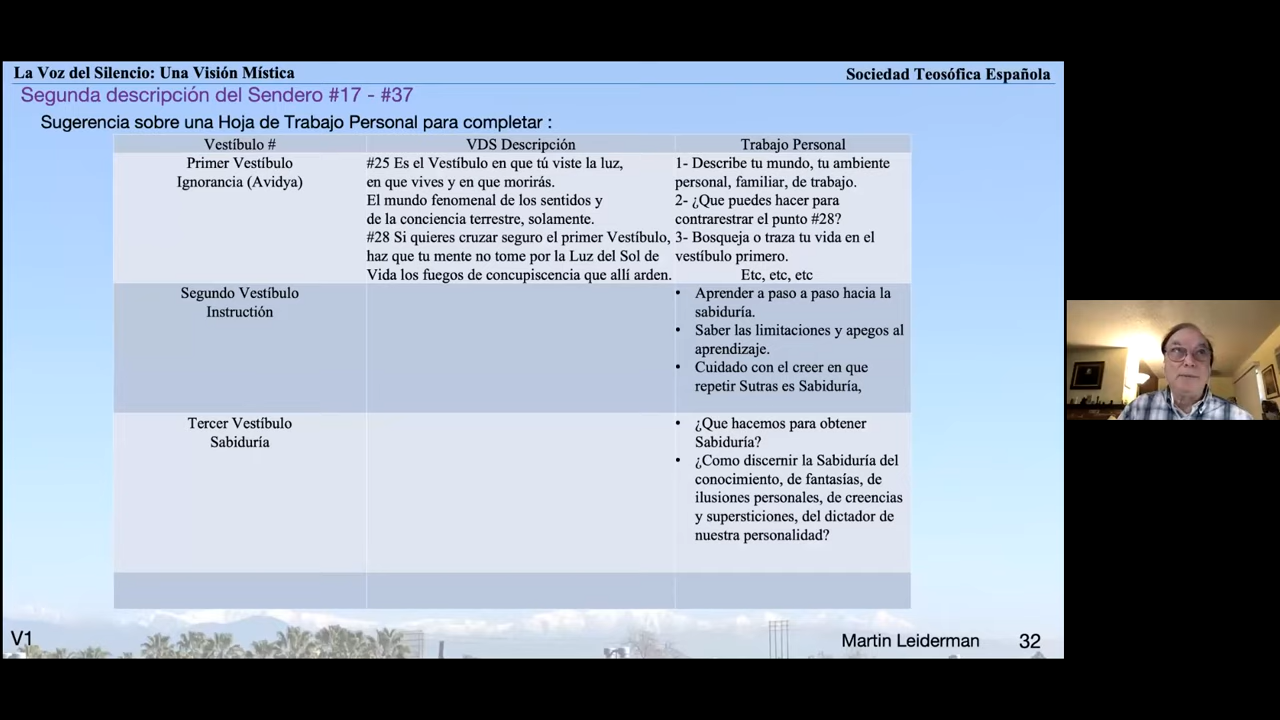 La Voz del Silencio: Una Visión Mística
Sociedad Teosófica Española
Segunda descripción del Sendero #17 - #37
Sugerencia sobre una Hoja de Trabajo Personal para completar :
Vestíbulo #
VDS Descripción
Trabajo Personal
Primer Vestíbulo
Ignorancia (Avidya)
#25 Es el Vestíbulo en que tú viste la luz,
en que vives y en que morirás.
El mundo fenomenal de los sentidos y
de la conciencia terrestre, solamente.
#28 Si quieres cruzar seguro el primer Vestíbulo,
haz que tu mente no tome por la Luz del Sol de
Vida los fuegos de concupiscencia que allí arden.
1- Describe tu mundo, tu ambiente
personal, familiar, de trabajo.
2- ¿Que puedes hacer para
contrarestrar el punto #28?
3- Bosqueja o traza tu vida en el
vestíbulo primero.
Etc, etc, etc
Segundo Vestíbulo
Instructión
• Aprender a paso a paso hacia la
sabiduría.
• Saber las limitaciones y apegos al
aprendizaje.
• Cuidado con el creer en que
repetir Sutras es Sabiduría,
Tercer Vestíbulo
Sabiduría
• ¿Que hacemos para obtener
Sabiduría?
• ¿Como discernir la Sabiduría del
conocimiento, de fantasías, de
ilusiones personales, de creencias
y supersticiones, del dictador de
nuestra personalidad?
V1
Martin Leiderman
32